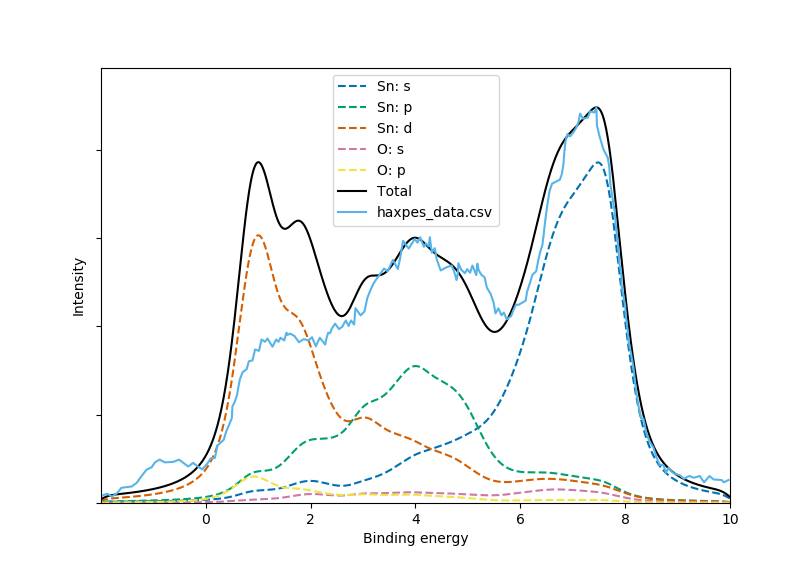 Sn: s
Sn: p
Sn: d
O: s
O: p
Total
haxpes_data.csv
Intensity
0 2 4 6 8 10
Binding energy